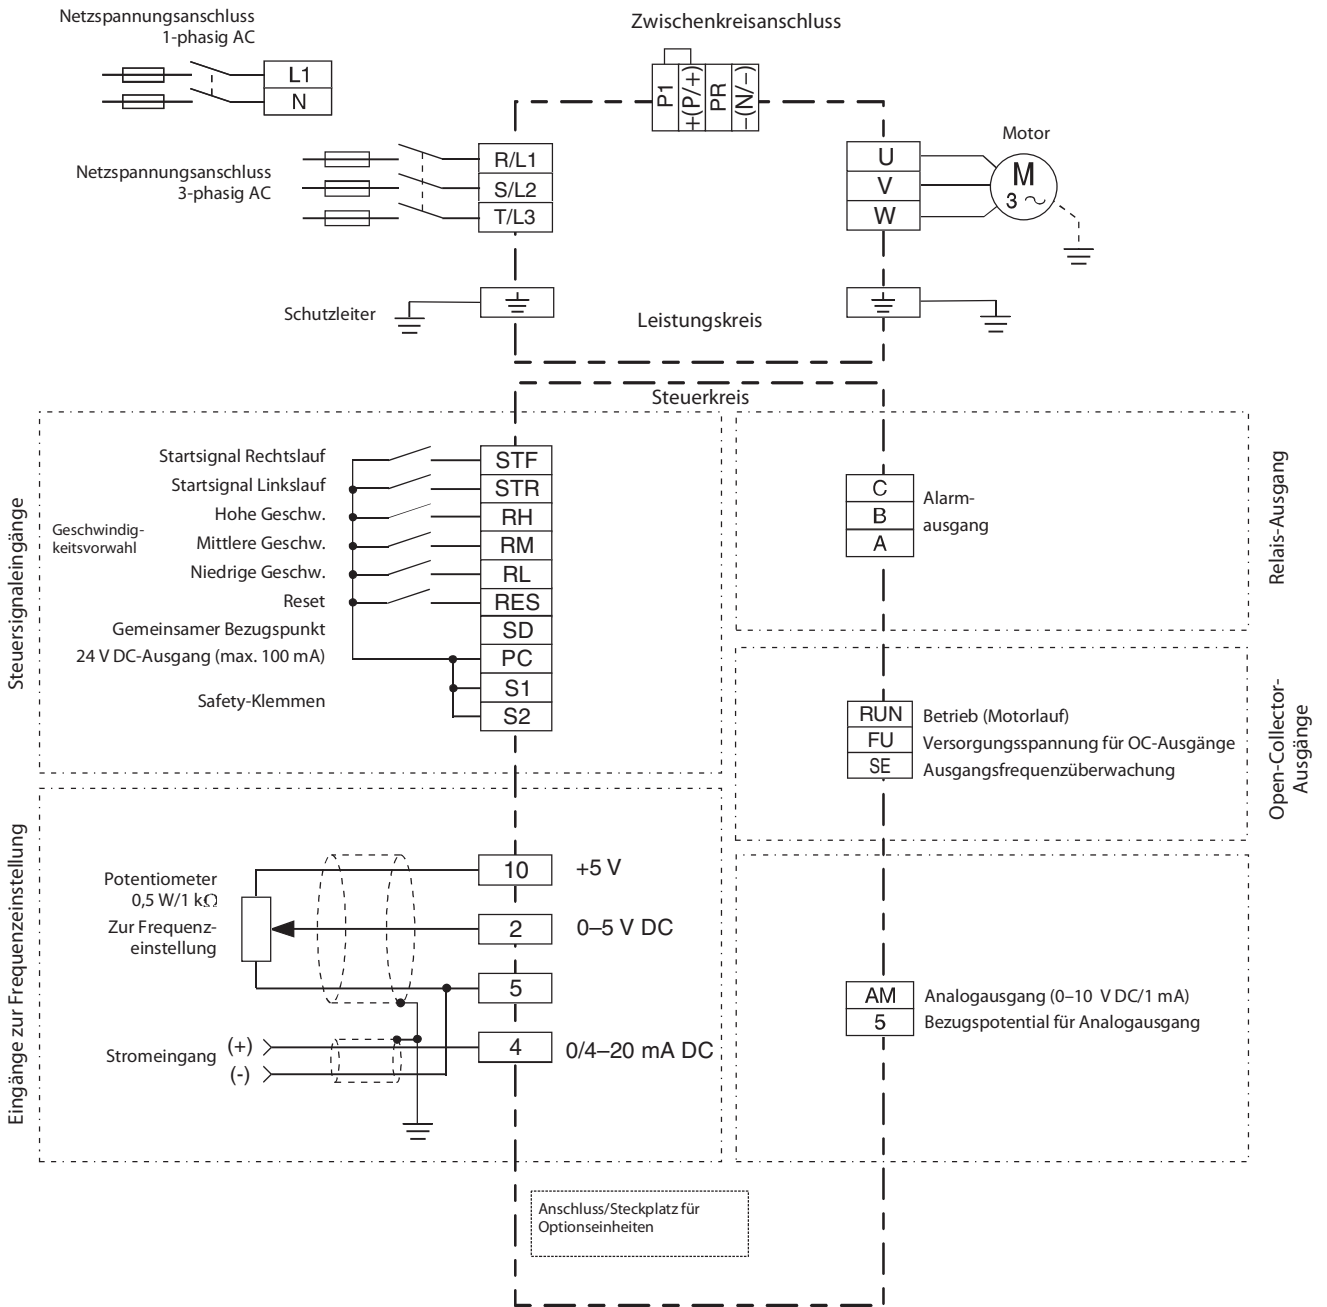 Netzspannungsanschluss
1-phasig AC
L1
N
Zwischenkreisanschluss
P1
+(P/+)
PR
–(N/–)
Netzspannungsanschluss
3-phasig AC
R/L1
S/L2
T/L3
U
V
W
Motor
M
3 ~
Schutzleiter
Leistungskreis
Steuerkreis
Steuersignaleingänge
Startsignal Rechtslauf
STF
Startsignal Linkslauf
STR
Geschwindig-
keitsvorwahl
Hohe Geschw.
RH
Mittlere Geschw.
RM
Niedrige Geschw.
RL
Reset
RES
Gemeinsamer Bezugspunkt
SD
24 V DC-Ausgang (max. 100 mA)
PC
Safety-Klemmen
S1
S2
C
B
A
Alarm-
ausgang
Relais-Ausgang
RUN
Betrieb (Motorlauf)
FU
Versorgungsspannung für OC-Ausgänge
SE
Ausgangsfrequenzüberwachung
Open-Collector-
Ausgänge
Eingänge zur Frequenzeinstellung
Potentiometer
0,5 W/1 kΩ
Zur Frequenz-
einstellung
10
+5 V
2
0–5 V DC
5
Stromeingang
(+)
(-)
4
0/4–20 mA DC
AM
Analogausgang (0–10 V DC/1 mA)
5
Bezugspotential für Analogausgang
Anschluss/Steckplatz für
Optionseinheiten